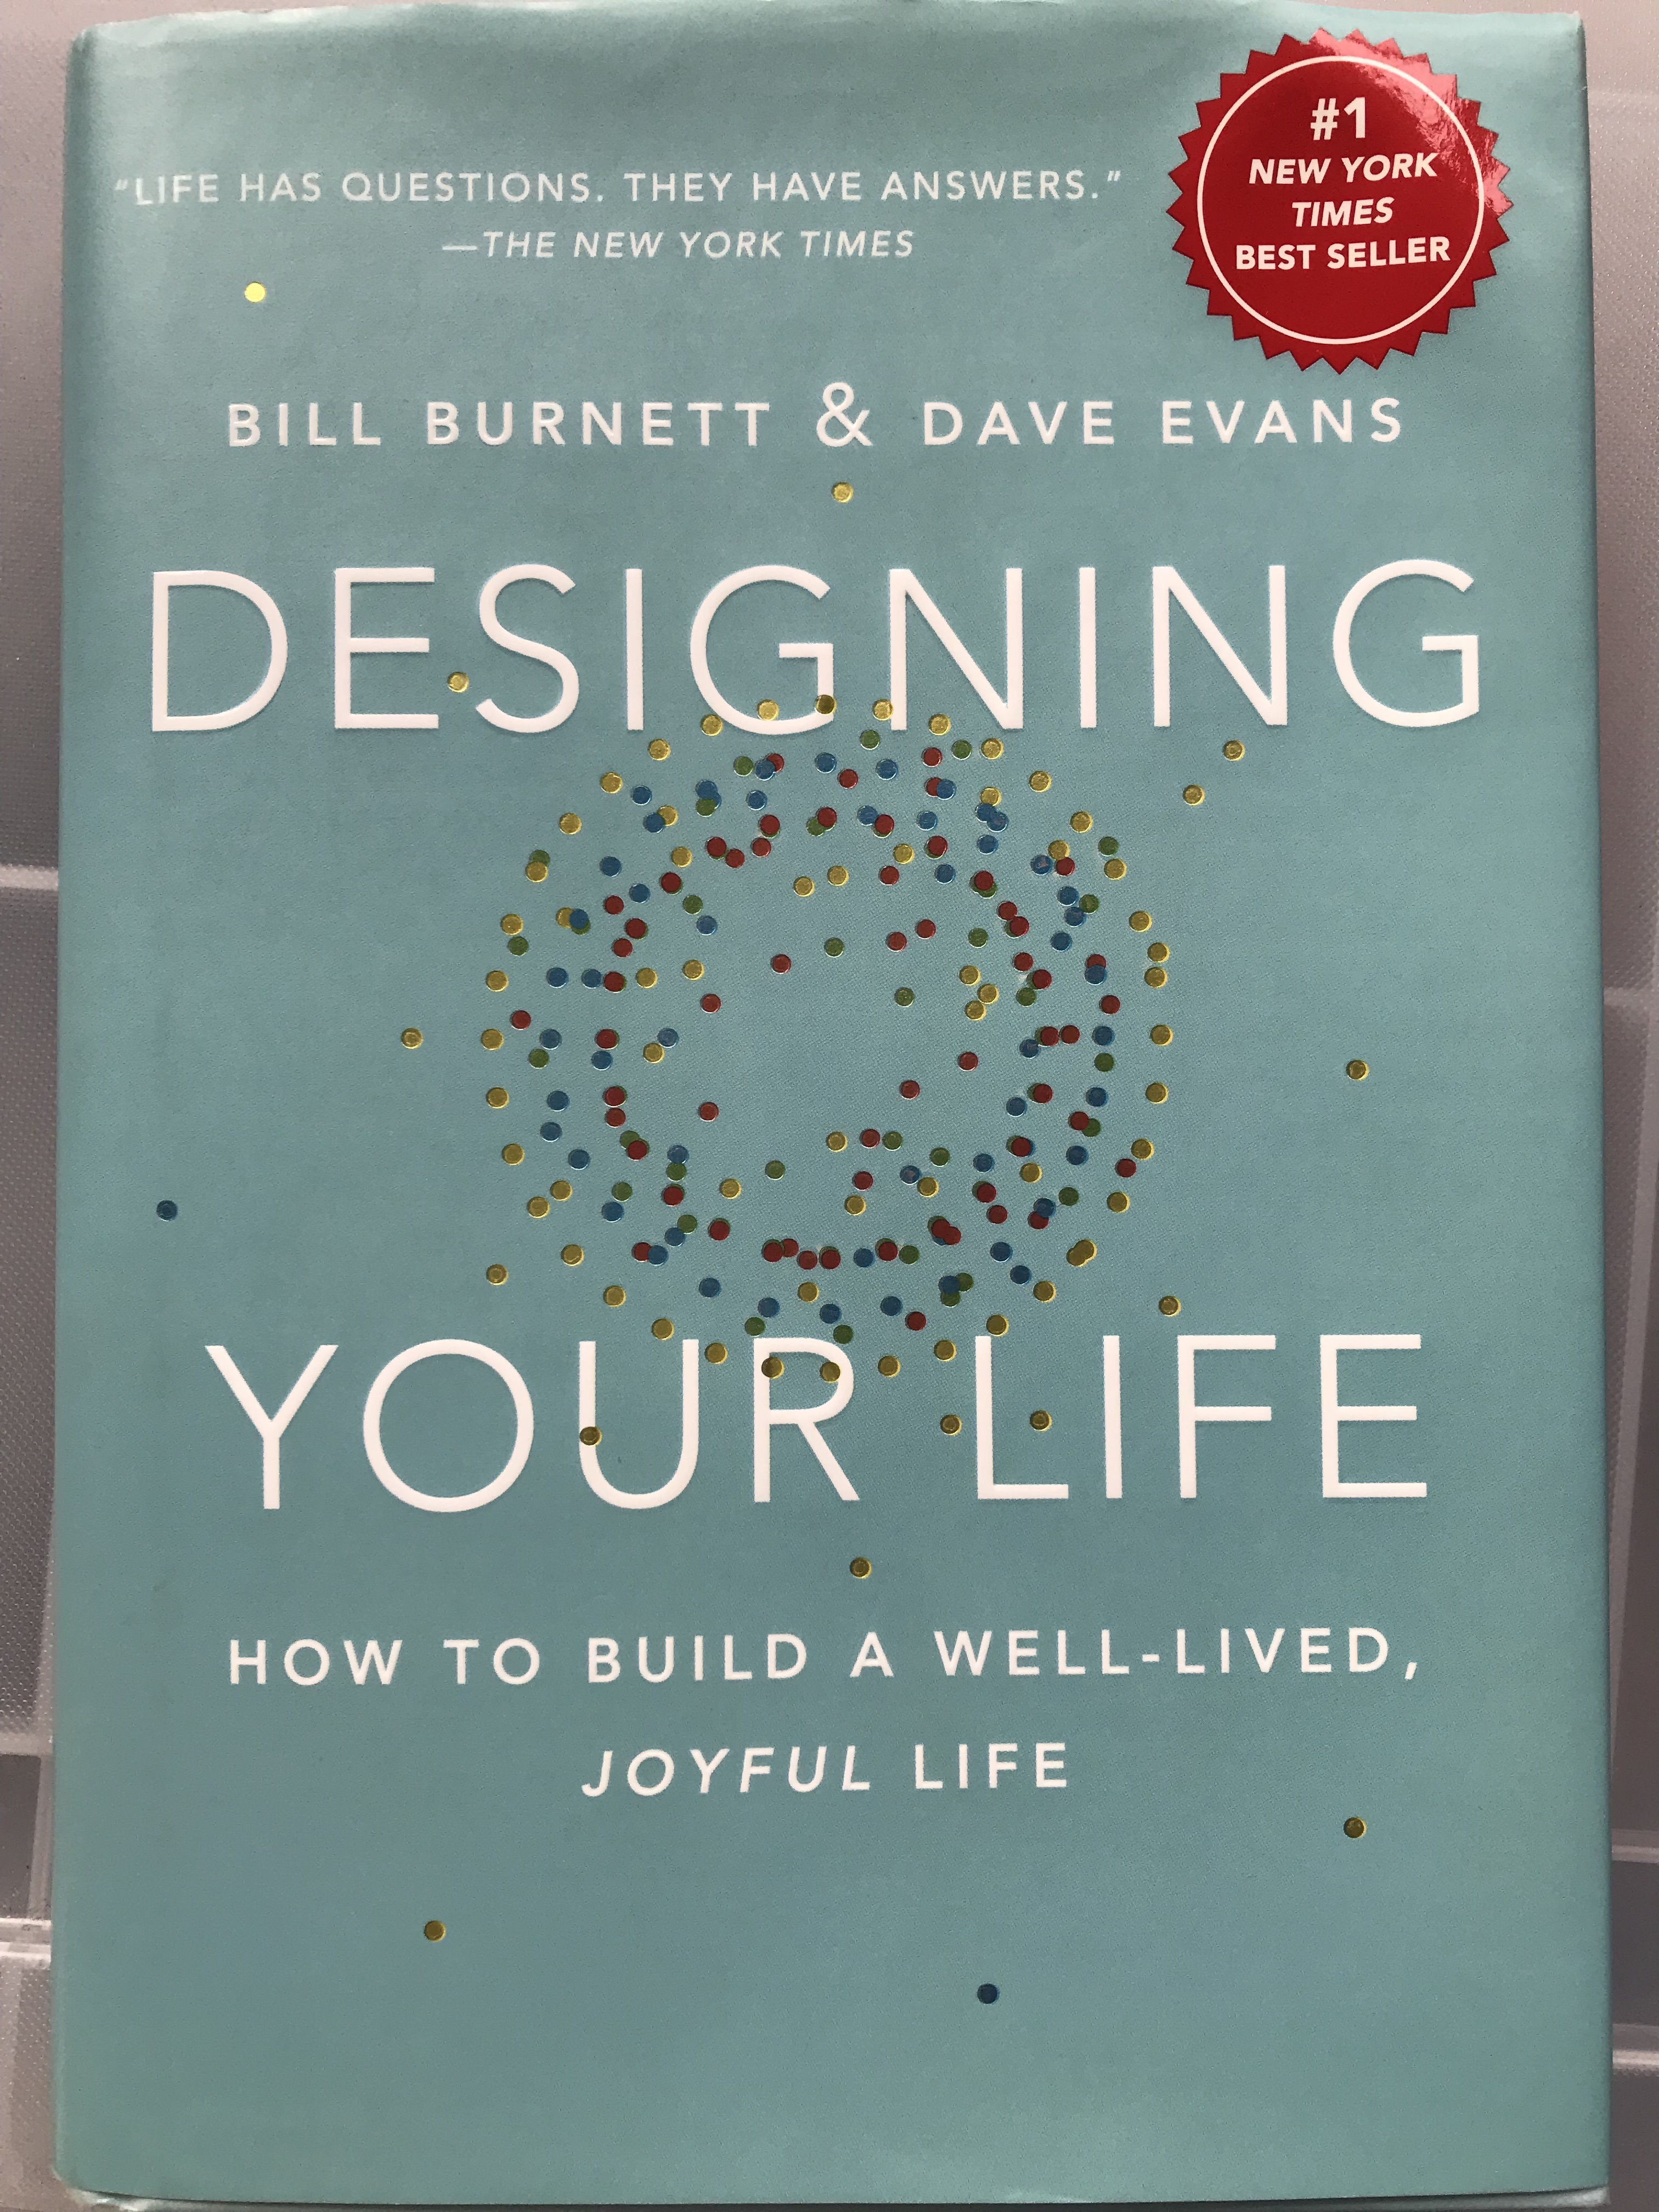 "LIFE HAS QUESTIONS. THEY HAVE ANSWERS."
—THE NEW YORK TIMES
#1
NEW YORK
TIMES
BEST SELLER
BILL BURNETT & DAVE EVANS
DESIGNING
YOUR LIFE
HOW TO BUILD A WELL-LIVED,
JOYFUL LIFE